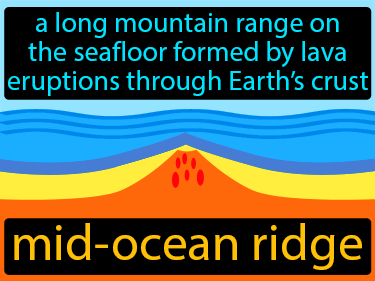 a long mountain range on
the seafloor formed by lava
eruptions through Earth’s crust
mid-ocean ridge